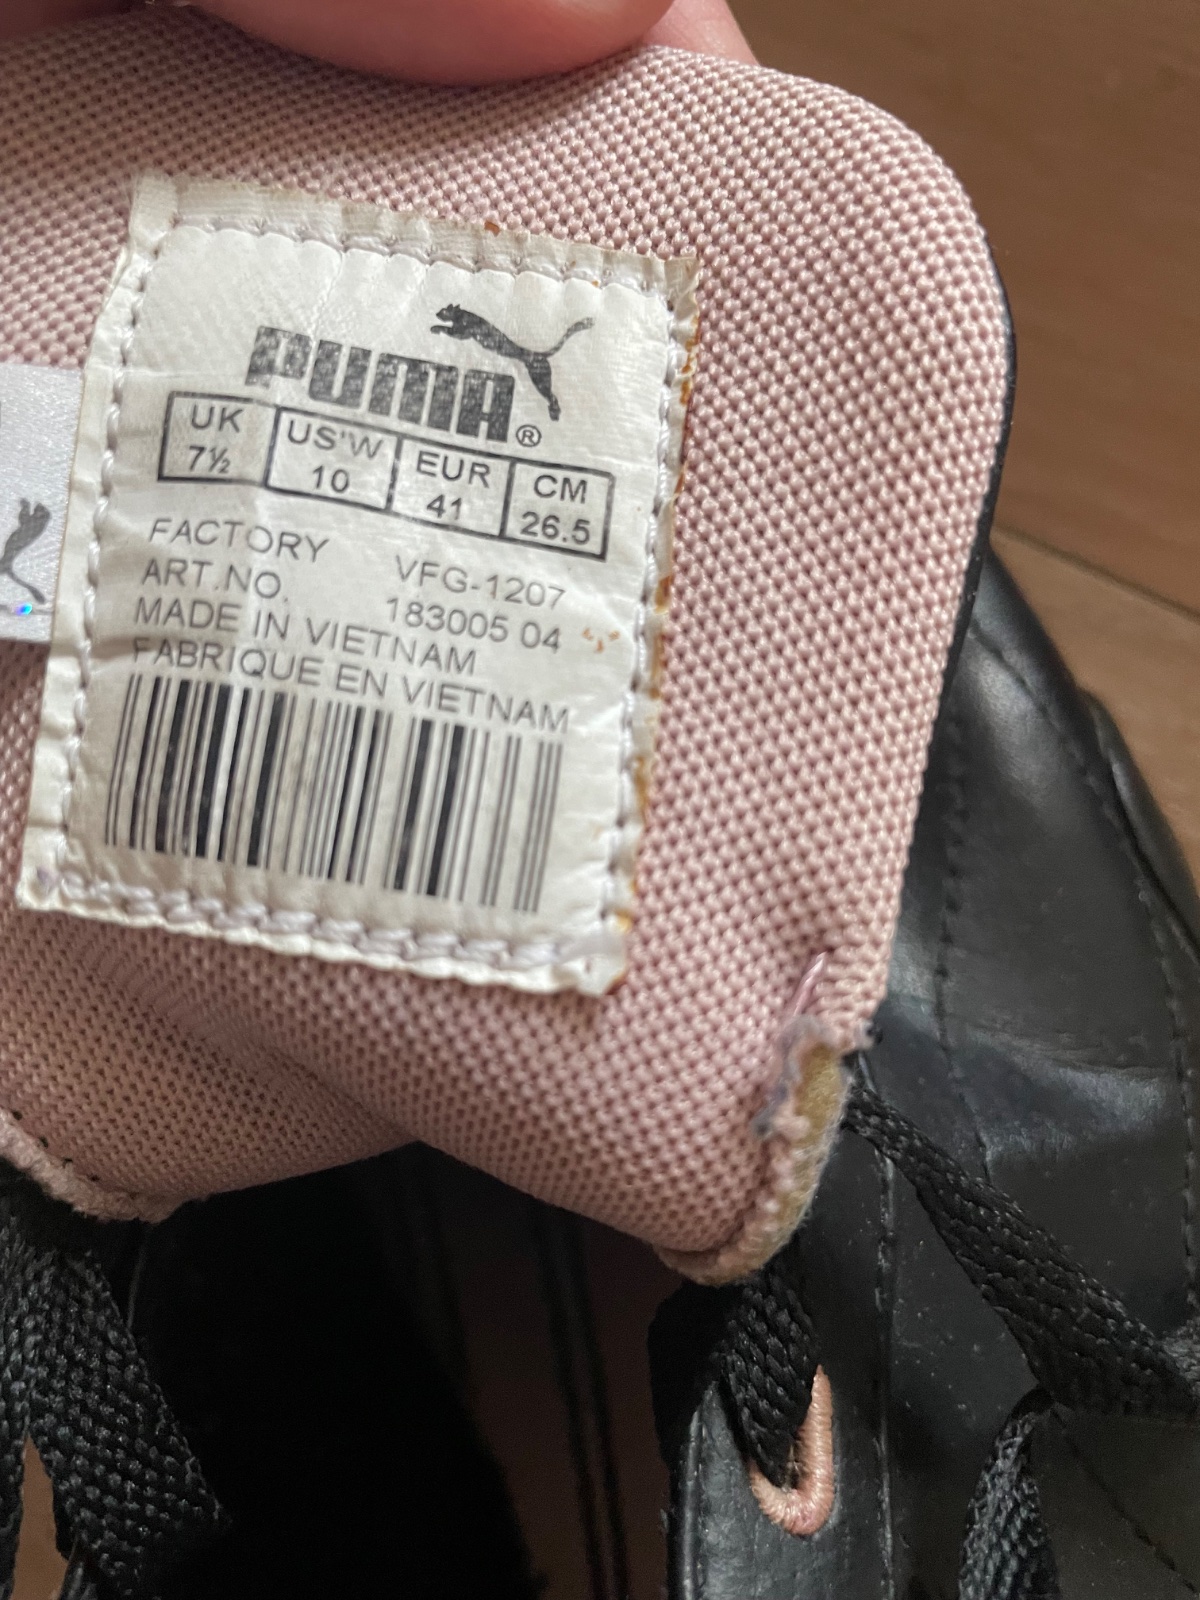 PUMA®
UK US'W EUR CM
7½ 10 41 26.5
FACTORY VFG-1207
ART.NO. 183005 04
MADE IN VIETNAM
FABRIQUE EN VIETNAM